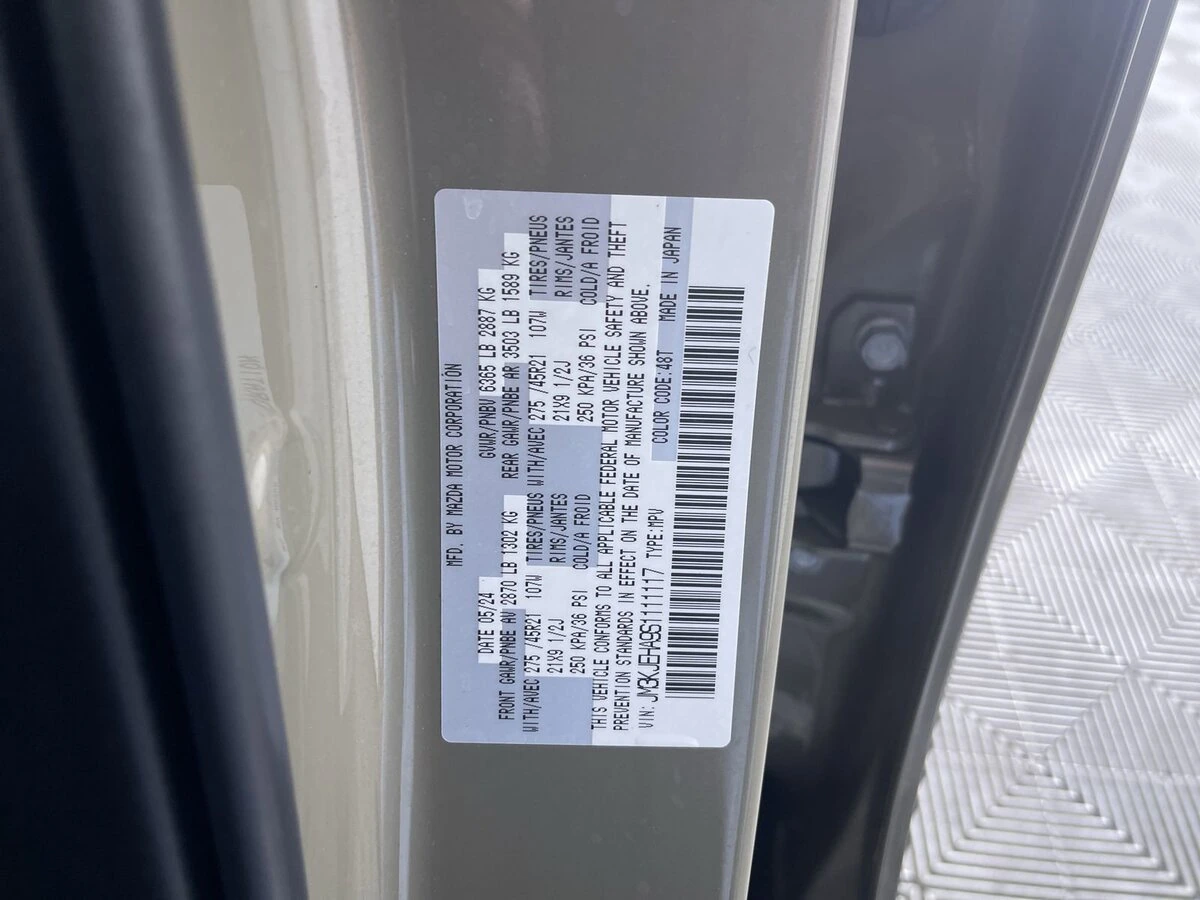 MFD. BY MAZDA MOTOR CORPORATION
DATE 05/24 GVWR/PNBV 6365 LB 2887 KG
FRONT GAWR/PNBE AV 2870 LB 1302 KG REAR GAWR/PNBE AR 3503 LB 1589 KG
WITH/AVEC 275 /45R21 107W TIRES/PNEUS WITH/AVEC 275 /45R21 107W TIRES/PNEUS
21X9 1/2J RIMS/JANTES 21X9 1/2J RIMS/JANTES
250 KPA/36 PSI COLD/A FROID 250 KPA/36 PSI COLD/A FROID
THIS VEHICLE CONFORMS TO ALL APPLICABLE FEDERAL MOTOR VEHICLE SAFETY AND THEFT
PREVENTION STANDARDS IN EFFECT ON THE DATE OF MANUFACTURE SHOWN ABOVE.
VIN: JM3KJEHA9S1111117 TYPE:MPV COLOR CODE:48T MADE IN JAPAN